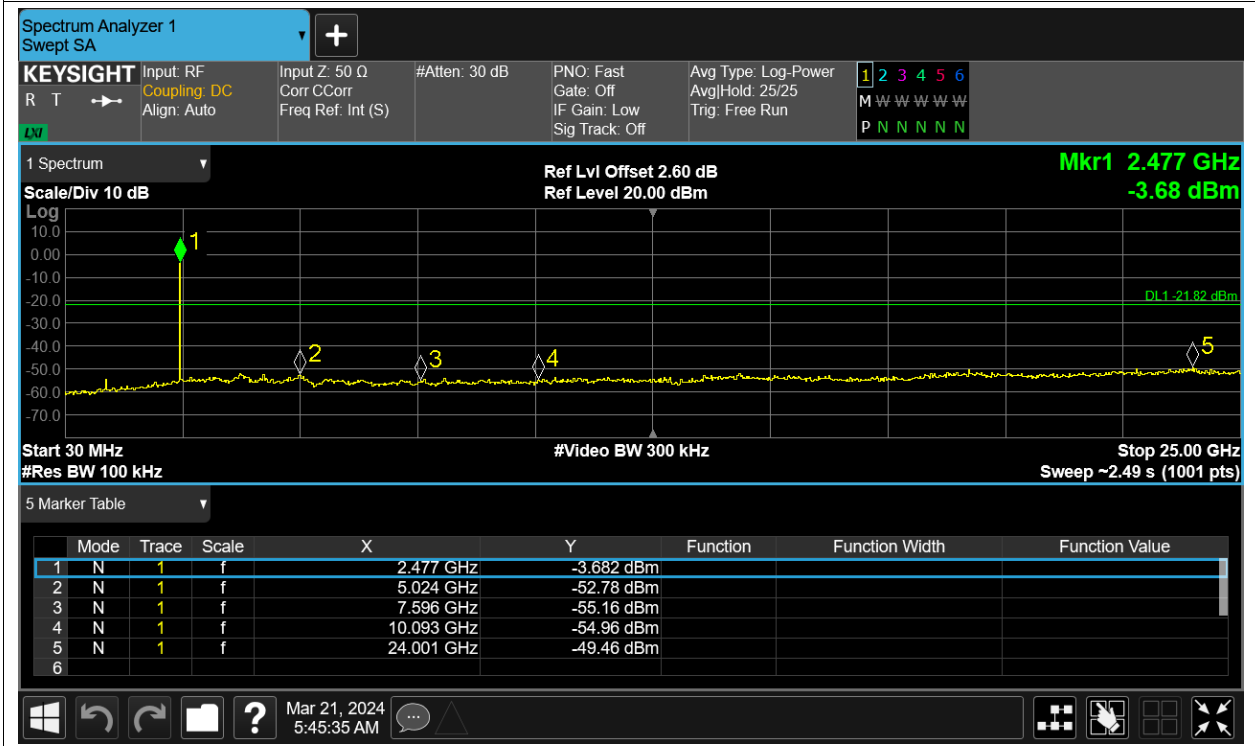 Spectrum Analyzer 1
Swept SA
KEYSIGHT
R T
LXI
Input: RF
Coupling: DC
Align: Auto
Input Z: 50 Ω
Corr CCorr
Freq Ref: Int (S)
#Atten: 30 dB
PNO: Fast
Gate: Off
IF Gain: Low
Sig Track: Off
Avg Type: Log-Power
Avg|Hold: 25/25
Trig: Free Run
1 2 3 4 5 6
M W W W W W
P N N N N N
1 Spectrum
Scale/Div 10 dB
Ref Lvl Offset 2.60 dB
Ref Level 20.00 dBm
Mkr1 2.477 GHz
-3.68 dBm
Log
10.0
0.00
-10.0
-20.0
-30.0
-40.0
-50.0
-60.0
-70.0
1
2
3
4
5
DL1 -21.82 dBm
Start 30 MHz
#Video BW 300 kHz
Stop 25.00 GHz
#Res BW 100 kHz
Sweep ~2.49 s (1001 pts)
5 Marker Table
Mode Trace Scale X Y Function Function Width Function Value
1 N 1 f 2.477 GHz -3.682 dBm
2 N 1 f 5.024 GHz -52.78 dBm
3 N 1 f 7.596 GHz -55.16 dBm
4 N 1 f 10.093 GHz -54.96 dBm
5 N 1 f 24.001 GHz -49.46 dBm
6
?
Mar 21, 2024
5:45:35 AM